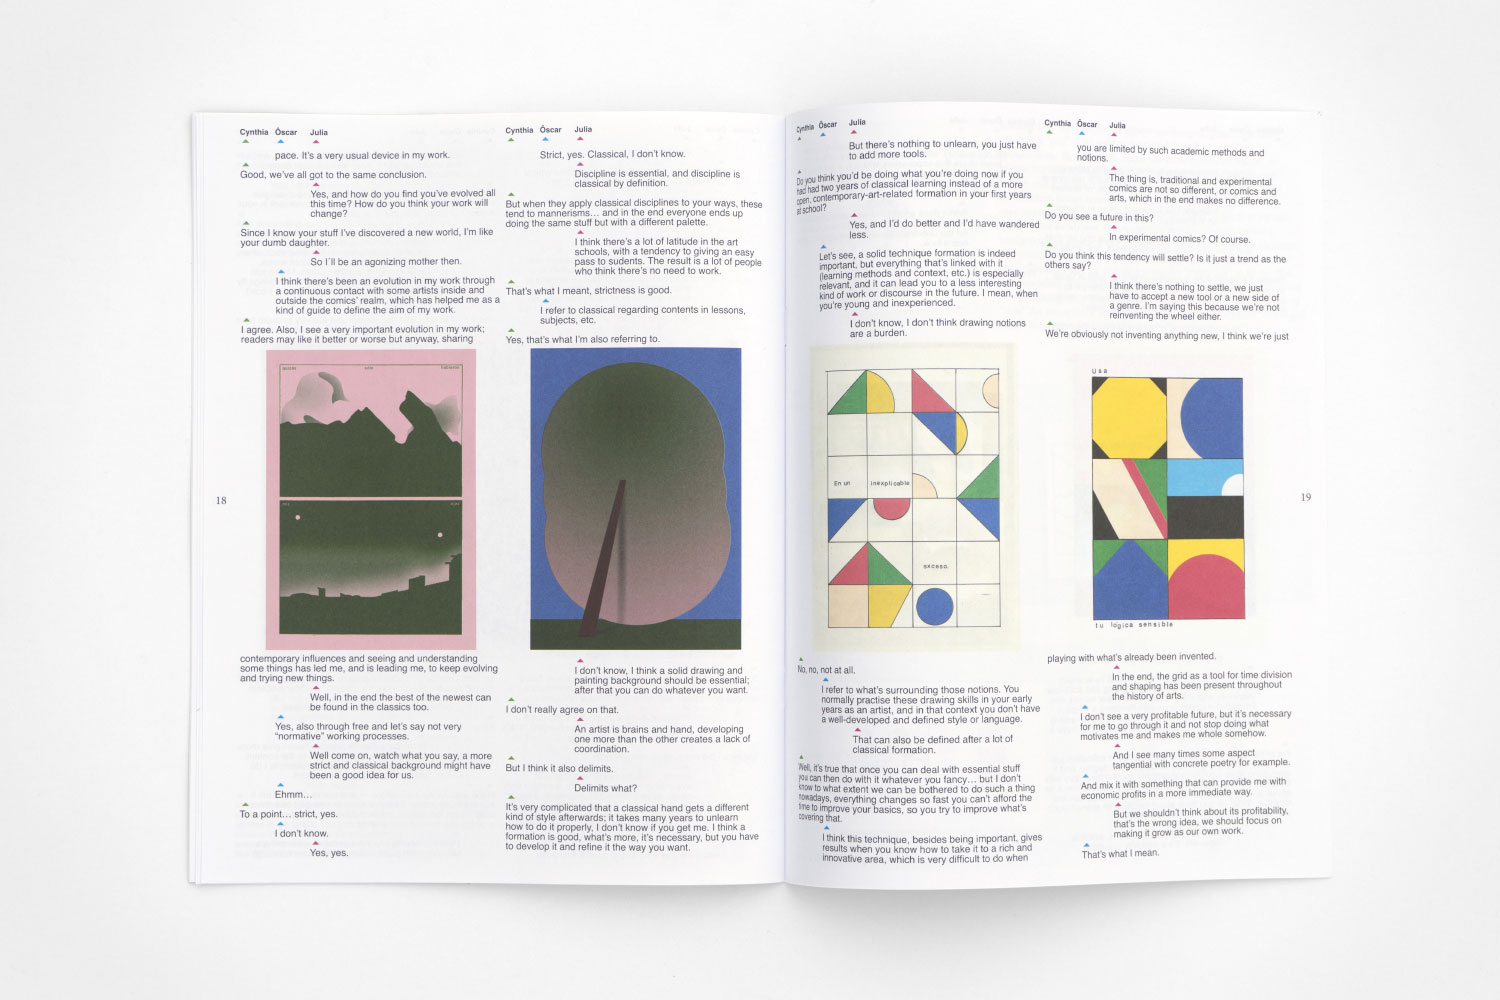 Cynthia Òscar Julia
pace. It's a very usual device in my work.
Good, we've all got to the same conclusion.
Yes, and how do you find you've evolved all
this time? How do you think your work will
change?
Since I know your stuff I've discovered a new world, I'm like
your dumb daughter.
So I'll be an agonizing mother then.
I think there's been an evolution in my work through
a continuous contact with some artists inside and
outside the comics' realm, which has helped me as a
kind of guide to define the aim of my work.
I agree. Also, I see a very important evolution in my work;
readers may like it better or worse but anyway, sharing
18
contemporary influences and seeing and understanding
some things has led me, and is leading me, to keep evolving
and trying new things.
Well, in the end the best of the newest can
be found in the classics too.
Yes, also through free and let's say not very
“normative” working processes.
Well come on, watch what you say, a more
strict and classical background might have
been a good idea for us.
Ehmm…
To a point… strict, yes.
I don't know.
Yes, yes.
Cynthia Òscar Julia
Strict, yes. Classical, I don't know.
Discipline is essential, and discipline is
classical by definition.
But when they apply classical disciplines to your ways, these
tend to mannerisms… and in the end everyone ends up
doing the same stuff but with a different palette.
I think there's a lot of latitude in the art
schools, with a tendency to giving an easy
pass to sudents. The result is a lot of people
who think there's no need to work.
That's what I meant, strictness is good.
I refer to classical regarding contents in lessons,
subjects, etc.
Yes, that's what I'm also referring to.
I don't know, I think a solid drawing and
painting background should be essential;
after that you can do whatever you want.
I don't really agree on that.
An artist is brains and hand, developing
one more than the other creates a lack of
coordination.
But I think it also delimits.
Delimits what?
It's very complicated that a classical hand gets a different
kind of style afterwards; it takes many years to unlearn
how to do it properly, I don't know if you get me. I think a
formation is good, what's more, it's necessary, but you have
to develop it and refine it the way you want.
Cynthia Òscar Julia
But there's nothing to unlearn, you just have
to add more tools.
Do you think you'd be doing what you're doing now if you
had had two years of classical learning instead of a more
open, contemporary-art-related formation in your first years
at school?
Yes, and I'd do better and I'd have wandered
less.
Let's see, a solid technique formation is indeed
important, but everything that's linked with it
(learning methods and context, etc.) is especially
relevant, and it can lead you to a less interesting
kind of work or discourse in the future. I mean, when
you're young and inexperienced.
I don't know, I don't think drawing notions
are a burden.
En un inexplicable
exceso.
No, no, not at all.
I refer to what's surrounding those notions. You
normally practise these drawing skills in your early
years as an artist, and in that context you don't have
a well-developed and defined style or language.
That can also be defined after a lot of
classical formation.
Well, it's true that once you can deal with essential stuff
you can then do with it whatever you fancy… but I don't
know to what extent we can be bothered to do such a thing
nowadays, everything changes so fast you can't afford the
time to improve your basics, so you try to improve what's
covering that.
I think this technique, besides being important, gives
results when you know how to take it to a rich and
innovative area, which is very difficult to do when
Cynthia Òscar Julia
you are limited by such academic methods and
notions.
The thing is, traditional and experimental
comics are not so different, or comics and
arts, which in the end makes no difference.
Do you see a future in this?
In experimental comics? Of course.
Do you think this tendency will settle? Is it just a trend as the
others say?
I think there's nothing to settle, we just
have to accept a new tool or a new side of
a genre. I'm saying this because we're not
reinventing the wheel either.
We're obviously not inventing anything new, I think we're just
Usa
tu lógica sensible
19
playing with what's already been invented.
In the end, the grid as a tool for time division
and shaping has been present throughout
the history of arts.
I don't see a very profitable future, but it's necessary
for me to go through it and not stop doing what
motivates me and makes me whole somehow.
And I see many times some aspect
tangential with concrete poetry for example.
And mix it with something that can provide me with
economic profits in a more immediate way.
But we shouldn't think about its profitability,
that's the wrong idea, we should focus on
making it grow as our own work.
That's what I mean.